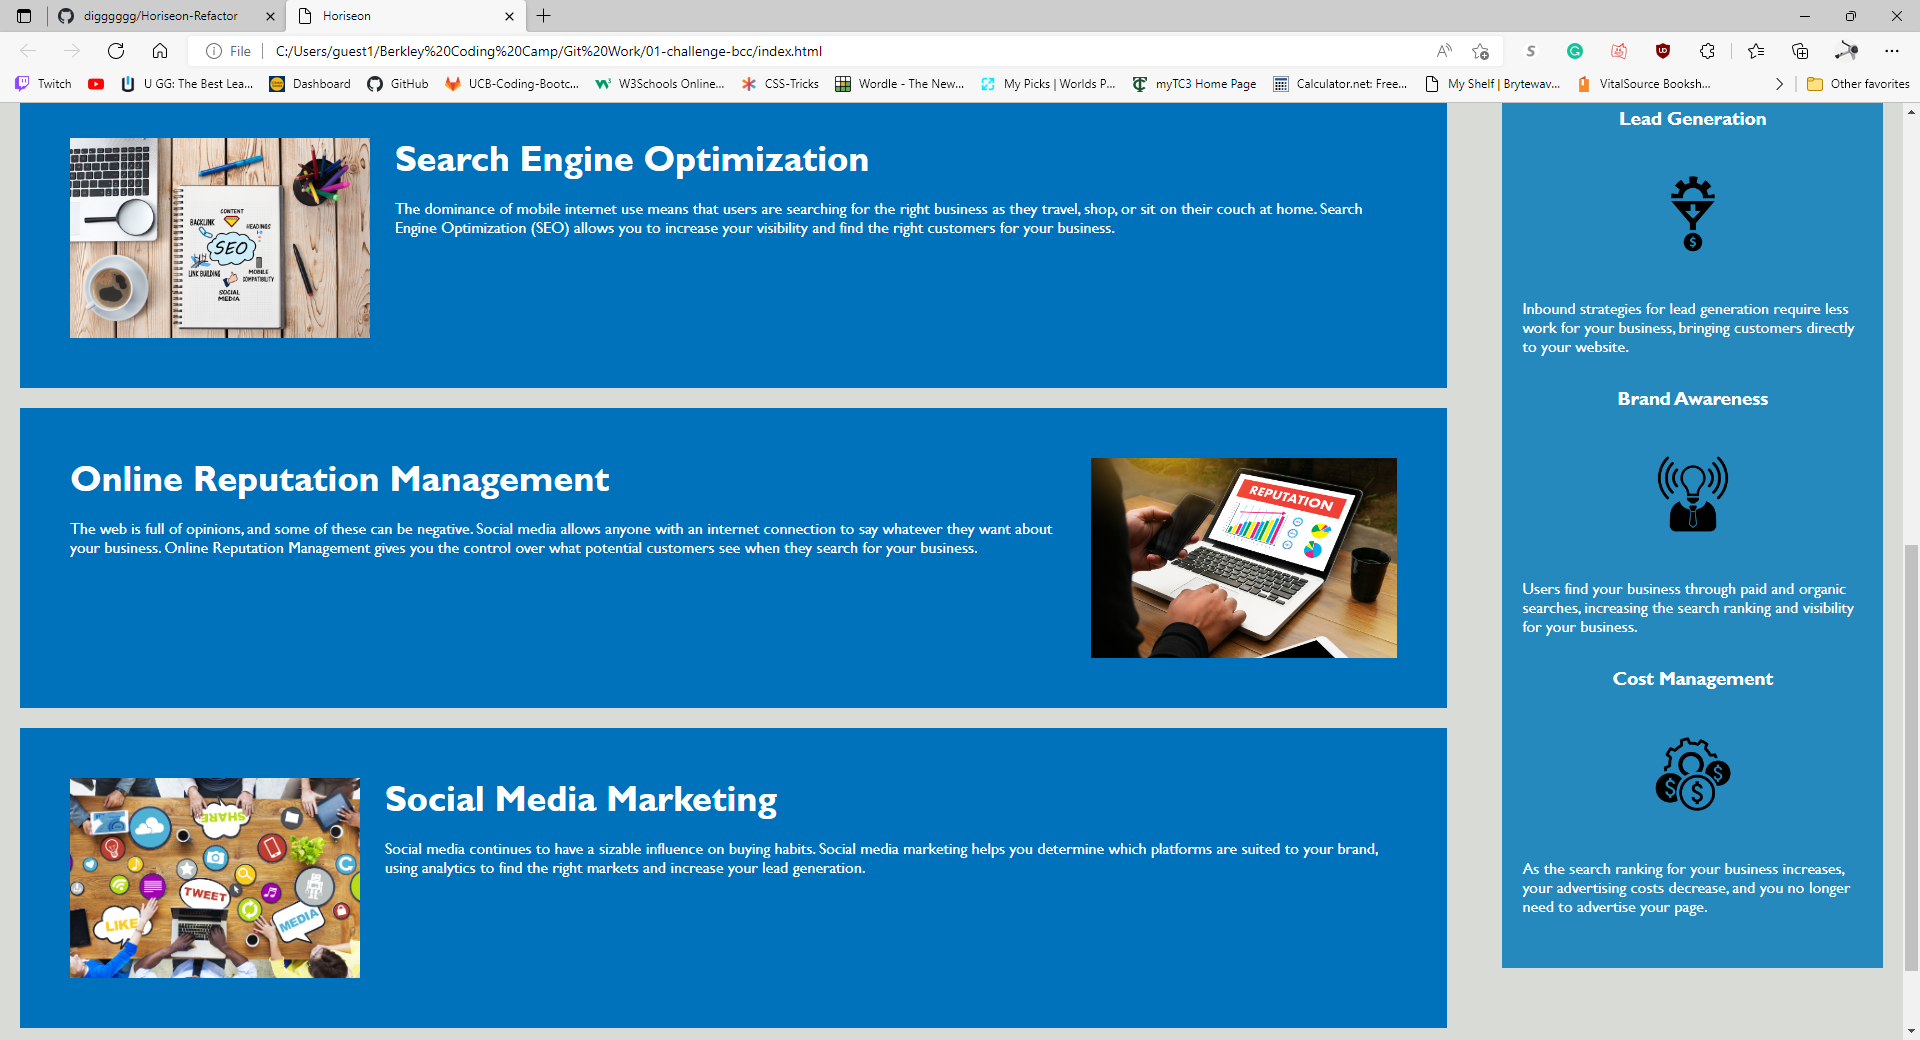 digggggg/Horiseon-Refactor
Horiseon
File
C:/Users/guest1/Berkley%20Coding%20Camp/Git%20Work/01-challenge-bcc/index.html
Twitch
U GG: The Best Lea...
Dashboard
GitHub
UCB-Coding-Bootc...
W3Schools Online...
CSS-Tricks
Wordle - The New...
My Picks | Worlds P...
myTC3 Home Page
Calculator.net: Free...
My Shelf | Brytewav...
VitalSource Booksh...
Other favorites
Search Engine Optimization
The dominance of mobile internet use means that users are searching for the right business as they travel, shop, or sit on their couch at home. Search
Engine Optimization (SEO) allows you to increase your visibility and find the right customers for your business.
CONTENT
BACKLINK
HEADINGS
SEO
LINK BUILDING
MOBILE
COMPATIBILITY
SOCIAL
MEDIA
Online Reputation Management
The web is full of opinions, and some of these can be negative. Social media allows anyone with an internet connection to say whatever they want about
your business. Online Reputation Management gives you the control over what potential customers see when they search for your business.
REPUTATION
Social Media Marketing
Social media continues to have a sizable influence on buying habits. Social media marketing helps you determine which platforms are suited to your brand,
using analytics to find the right markets and increase your lead generation.
SHARE
TWEET
LIKE
MEDIA
Lead Generation
Inbound strategies for lead generation require less
work for your business, bringing customers directly
to your website.
Brand Awareness
Users find your business through paid and organic
searches, increasing the search ranking and visibility
for your business.
Cost Management
As the search ranking for your business increases,
your advertising costs decrease, and you no longer
need to advertise your page.